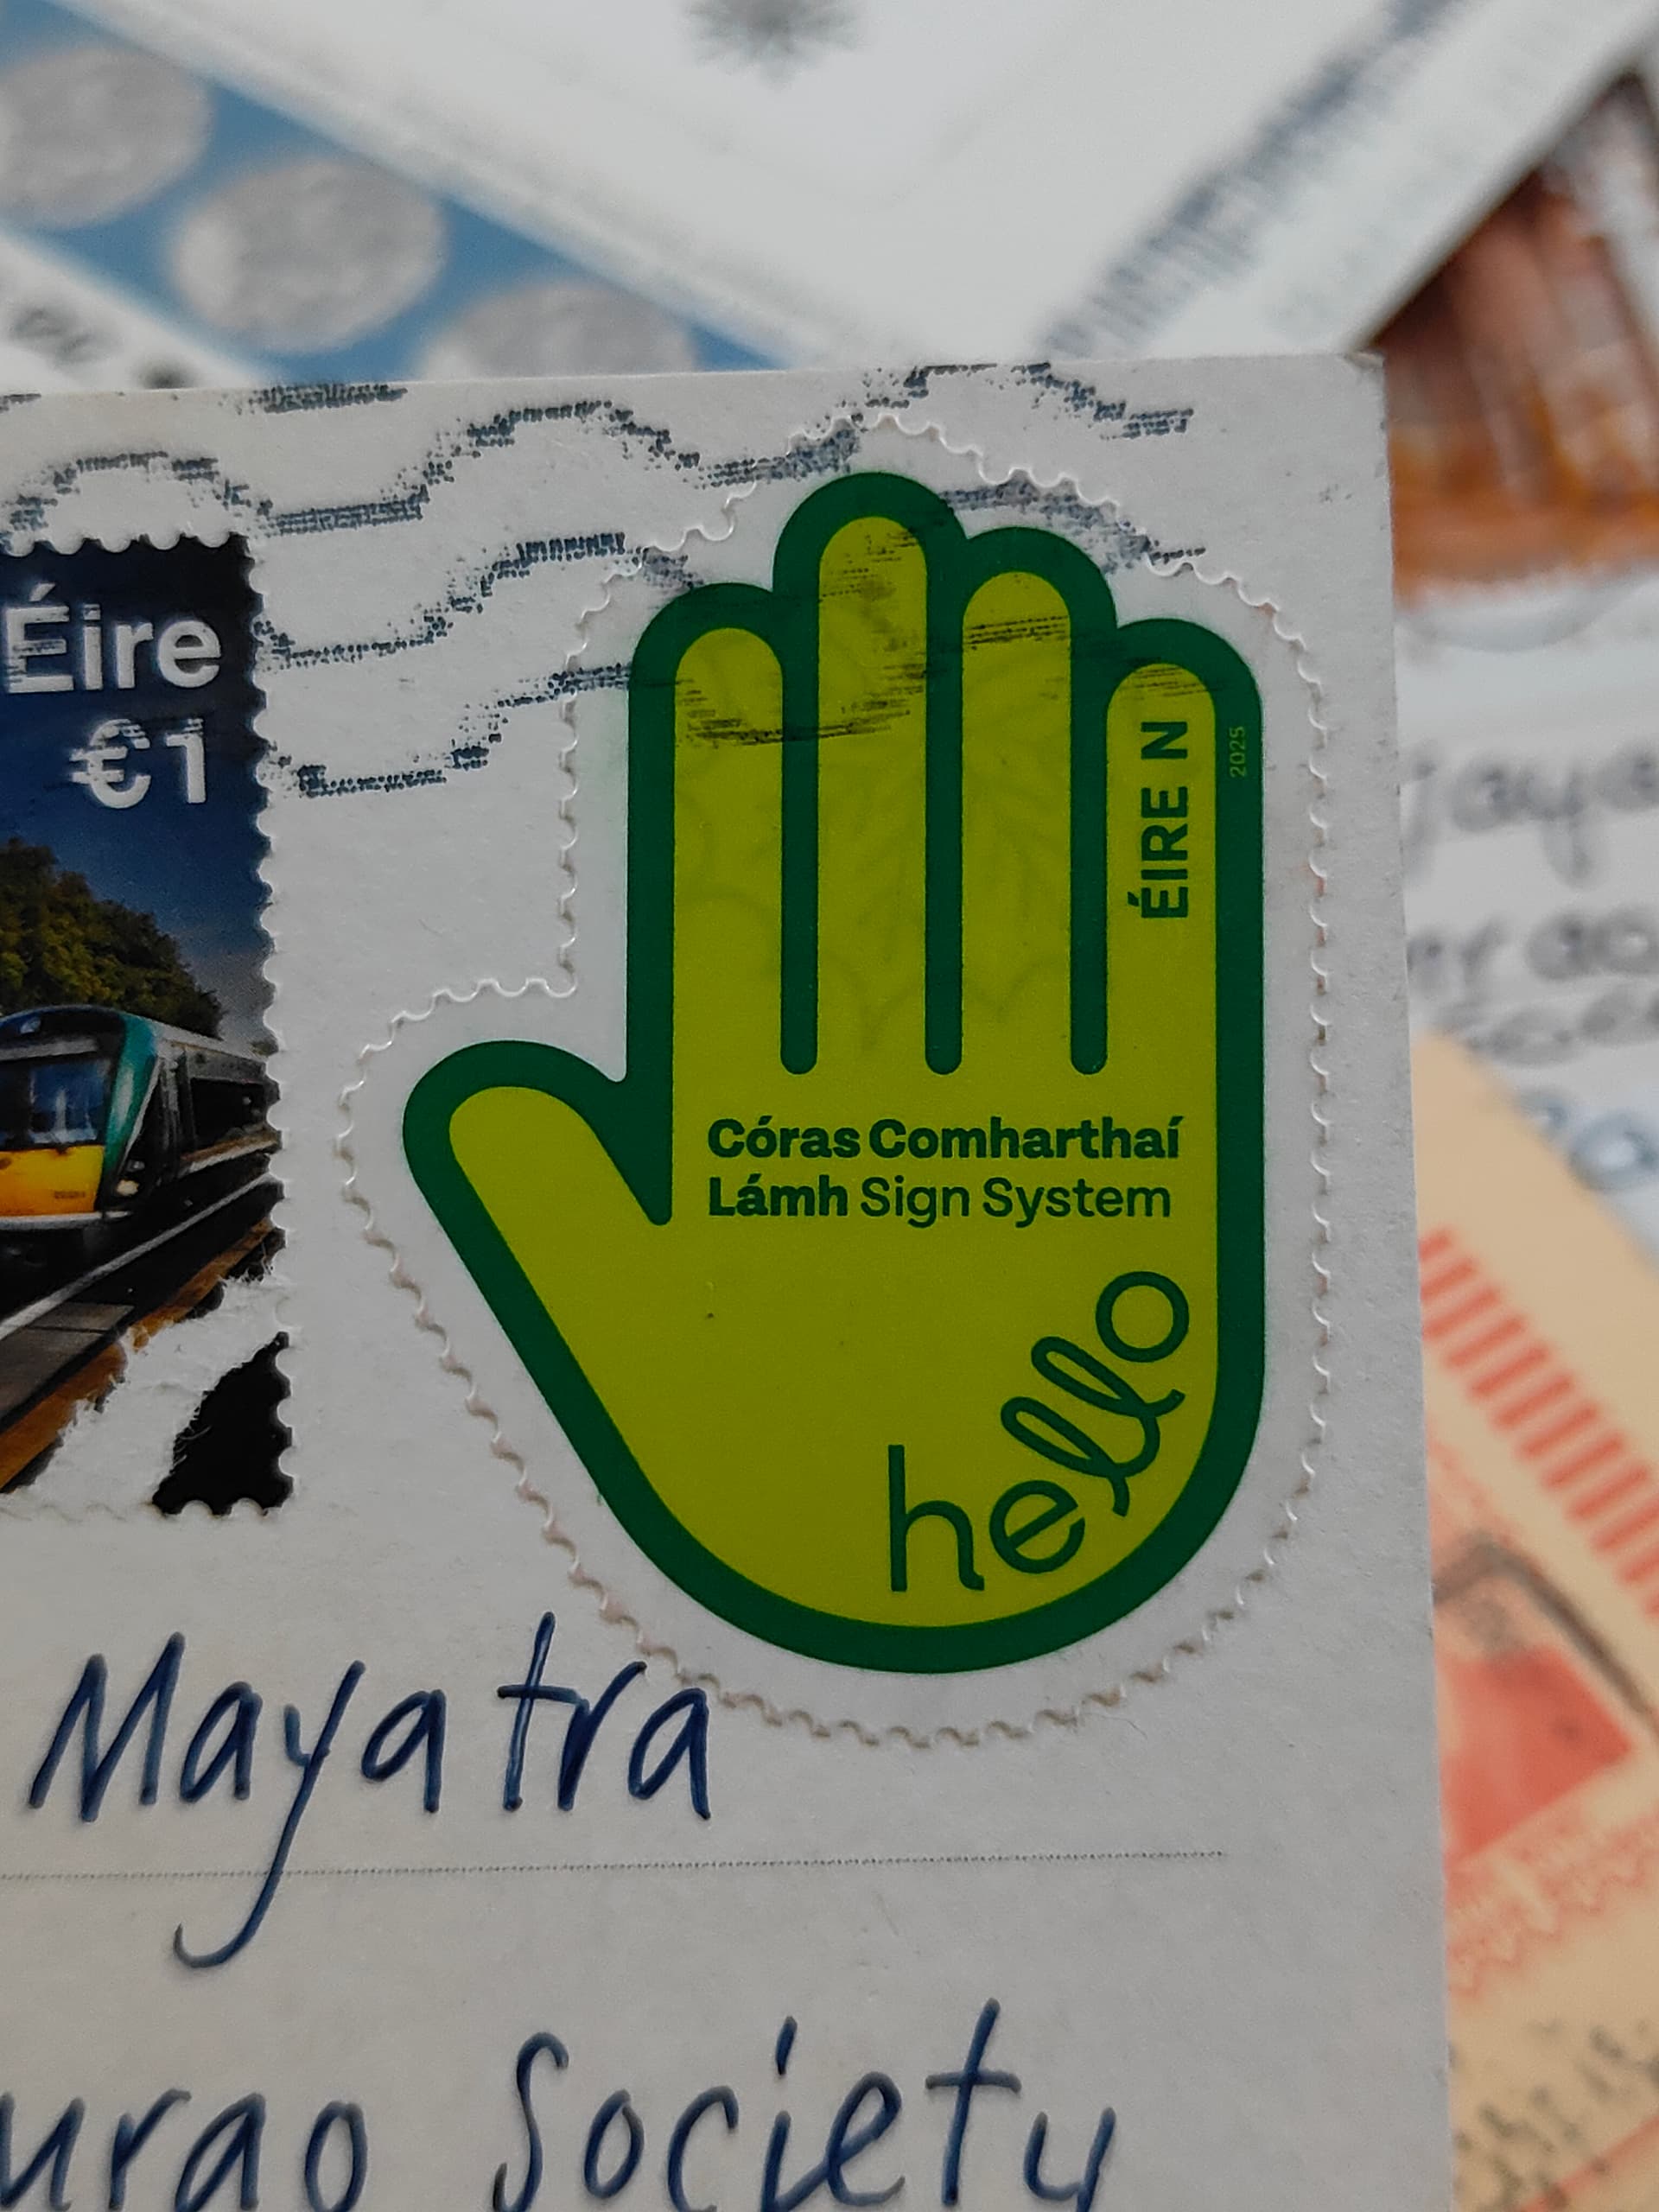 Éire
€1
ÉIRE N
2025
Córas Comharthaí
Lámh Sign System
hello
Mayatra
Society